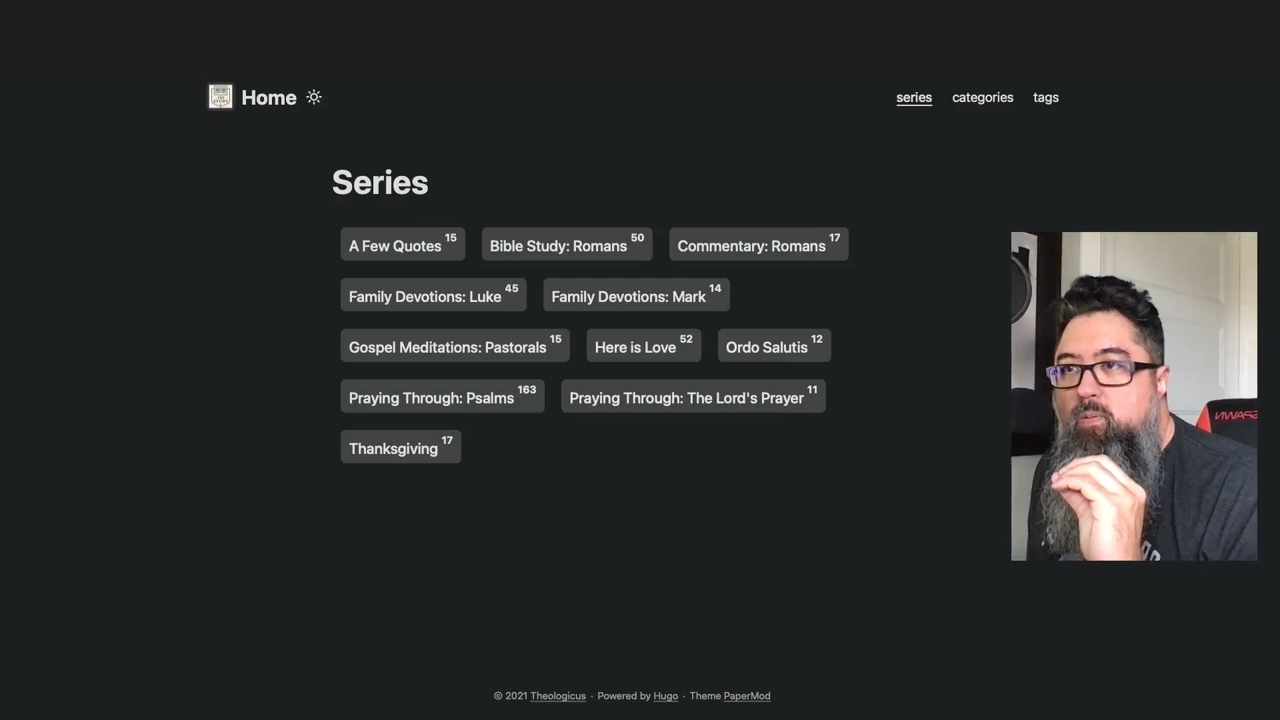 Home
series categories tags
Series
A Few Quotes 15 Bible Study: Romans 50 Commentary: Romans 17
Family Devotions: Luke 45 Family Devotions: Mark 14
Gospel Meditations: Pastorals 15 Here is Love 52 Ordo Salutis 12
Praying Through: Psalms 163 Praying Through: The Lord's Prayer 11
Thanksgiving 17
© 2021 Theologicus · Powered by Hugo · Theme PaperMod